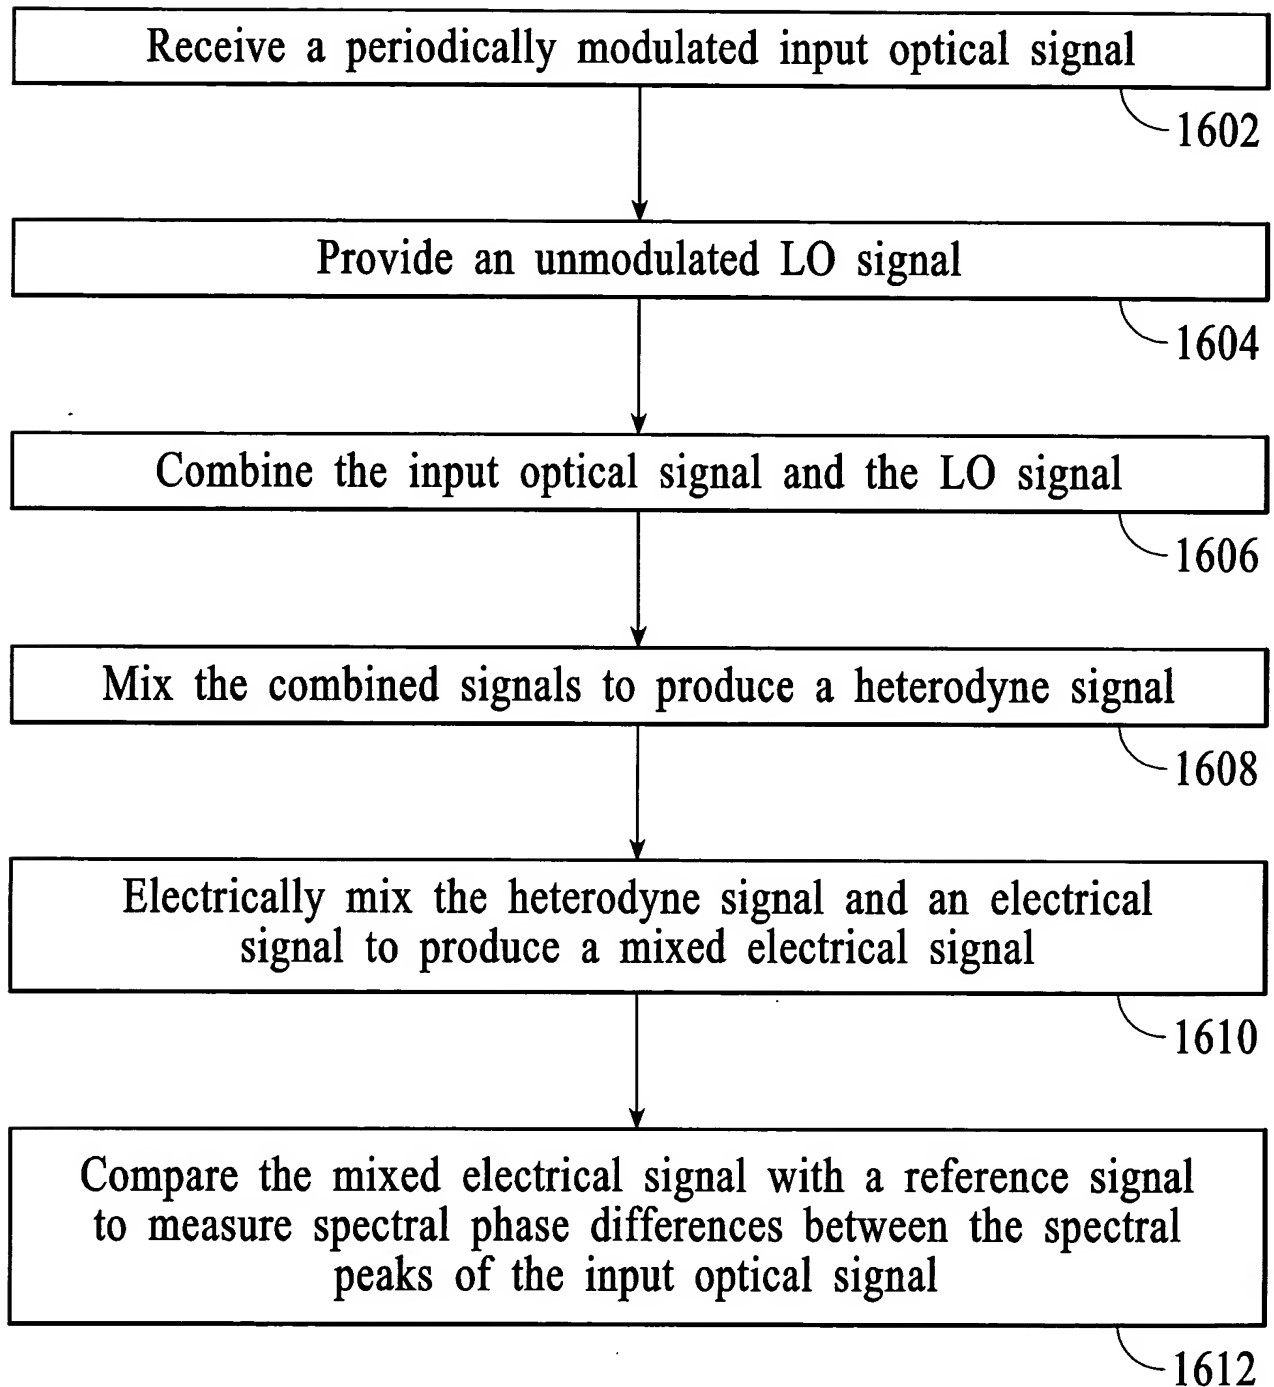 Receive a periodically modulated input optical signal
1602
Provide an unmodulated LO signal
1604
Combine the input optical signal and the LO signal
1606
Mix the combined signals to produce a heterodyne signal
1608
Electrically mix the heterodyne signal and an electrical
signal to produce a mixed electrical signal
1610
Compare the mixed electrical signal with a reference signal
to measure spectral phase differences between the spectral
peaks of the input optical signal
1612